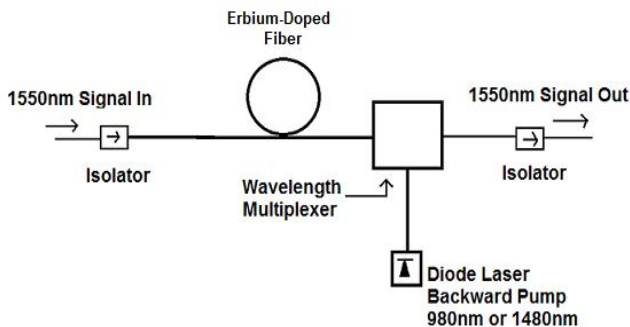 Erbium-Doped
Fiber
1550nm Signal In
1550nm Signal Out
Isolator
Wavelength
Multiplexer
Isolator
Diode Laser
Backward Pump
980nm or 1480nm